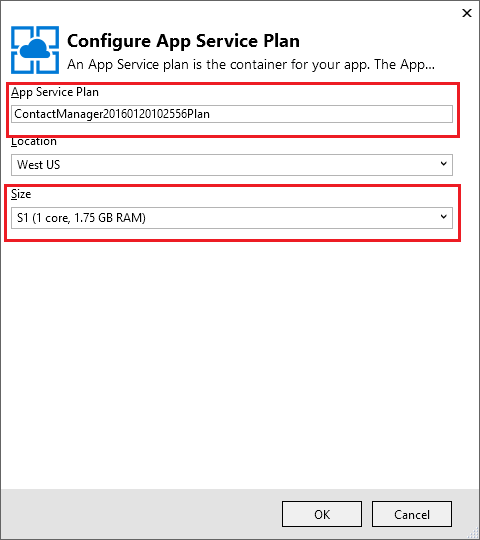 Configure App Service Plan
An App Service plan is the container for your app. The App...
App Service Plan
ContactManager20160120102556Plan
Location
West US
Size
S1 (1 core, 1.75 GB RAM)
OK
Cancel